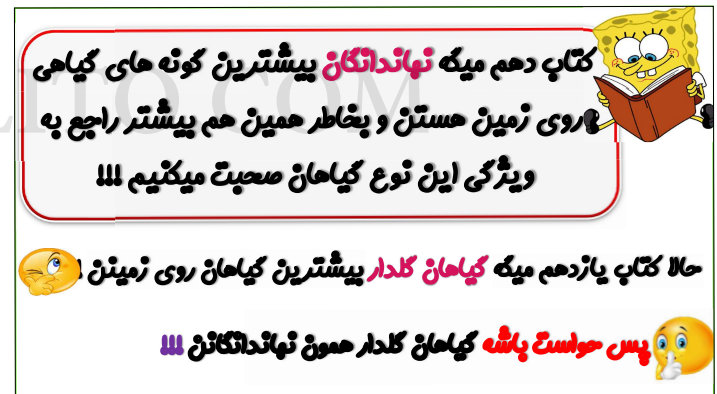 کتاب دهم میگه نهاندانگان بیشترین گونه های گیاهی
روی زمین هستن و بخاطر همین هم بیشتر راجع به
ویژگی این نوع گیاهان صحبت میکنیم !!!
حالا کتاب یازدهم میگه گیاهان گلدار بیشترین گیاهان روی زمینن !
پس حواست باشه گیاهان گلدار همون نهاندانگانن !!!